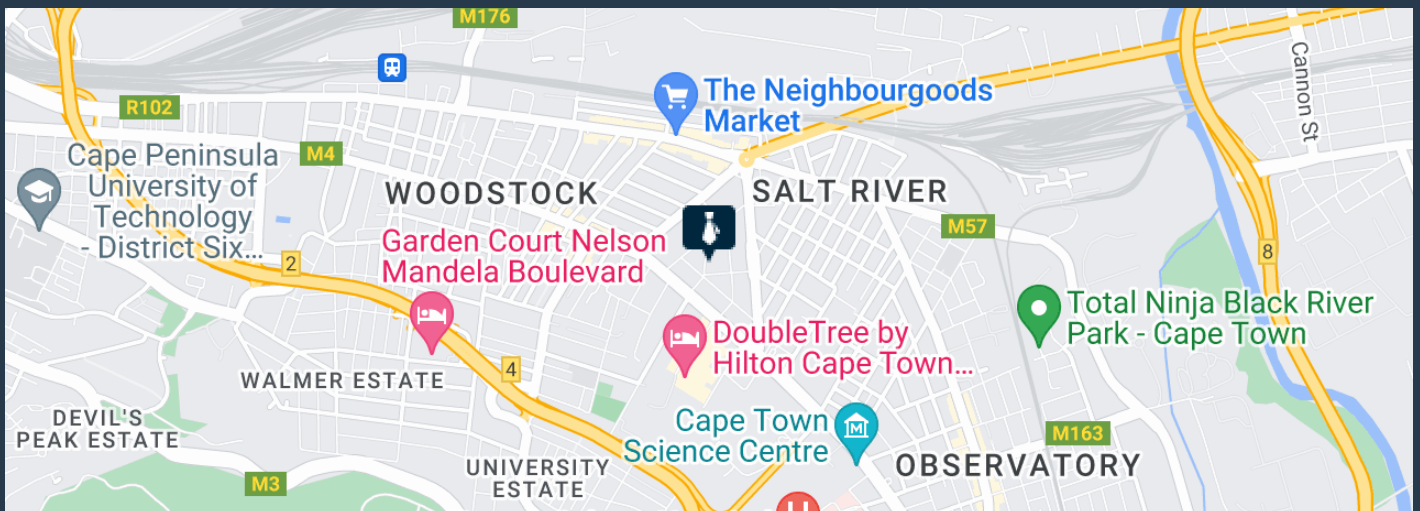 M176
R102
The Neighbourgoods
Market
Cannon St
M4
Cape Peninsula
University of
Technology
- District Six...
WOODSTOCK
SALT RIVER
M57
Garden Court Nelson
Mandela Boulevard
2
8
Total Ninja Black River
Park - Cape Town
DoubleTree by
Hilton Cape Town...
4
WALMER ESTATE
DEVIL'S
PEAK ESTATE
Cape Town
Science Centre
M163
OBSERVATORY
UNIVERSITY
ESTATE
M3
H